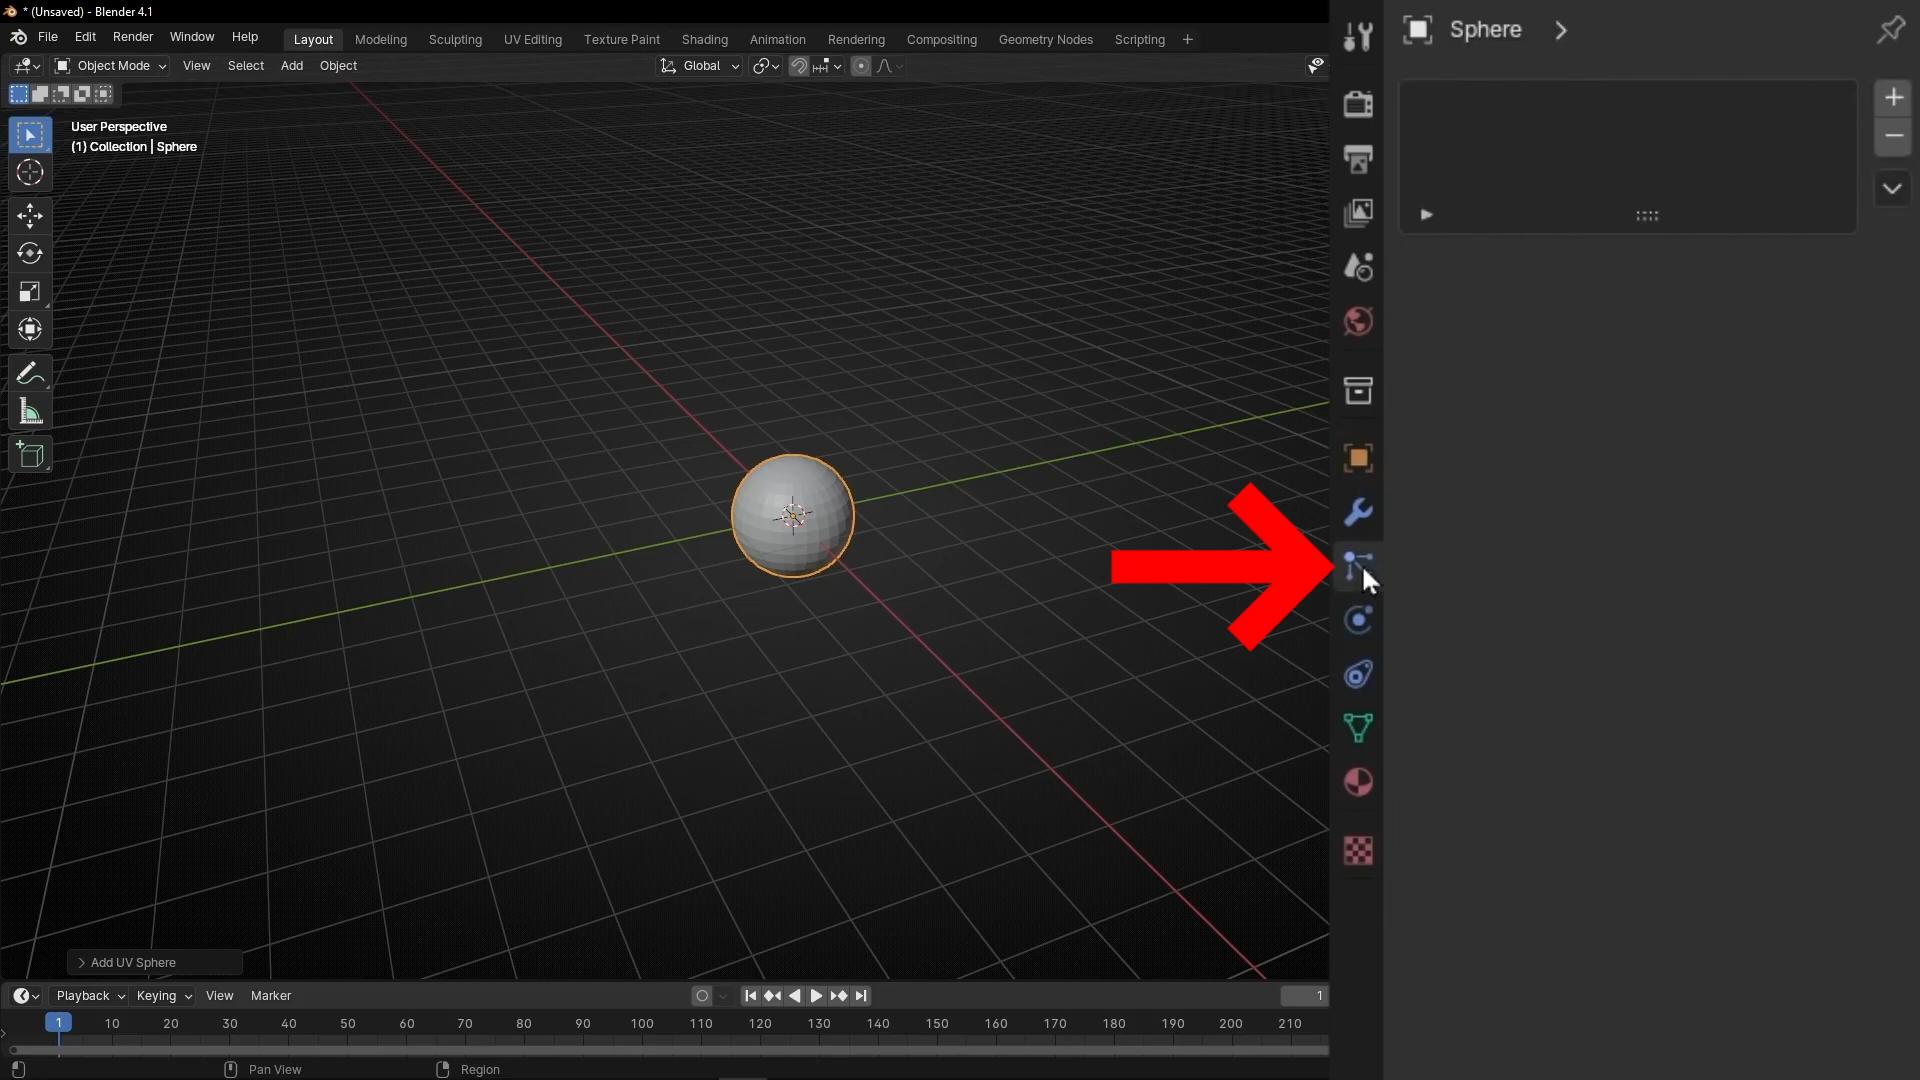 * (Unsaved) - Blender 4.1
File Edit Render Window Help Layout Modeling Sculpting UV Editing Texture Paint Shading Animation Rendering Compositing Geometry Nodes Scripting +
Object Mode View Select Add Object Global
User Perspective
(1) Collection | Sphere
Sphere
Add UV Sphere
Playback Keying View Marker 1
1 10 20 30 40 50 60 70 80 90 100 110 120 130 140 150 160 170 180 190 200 210
Pan View Region